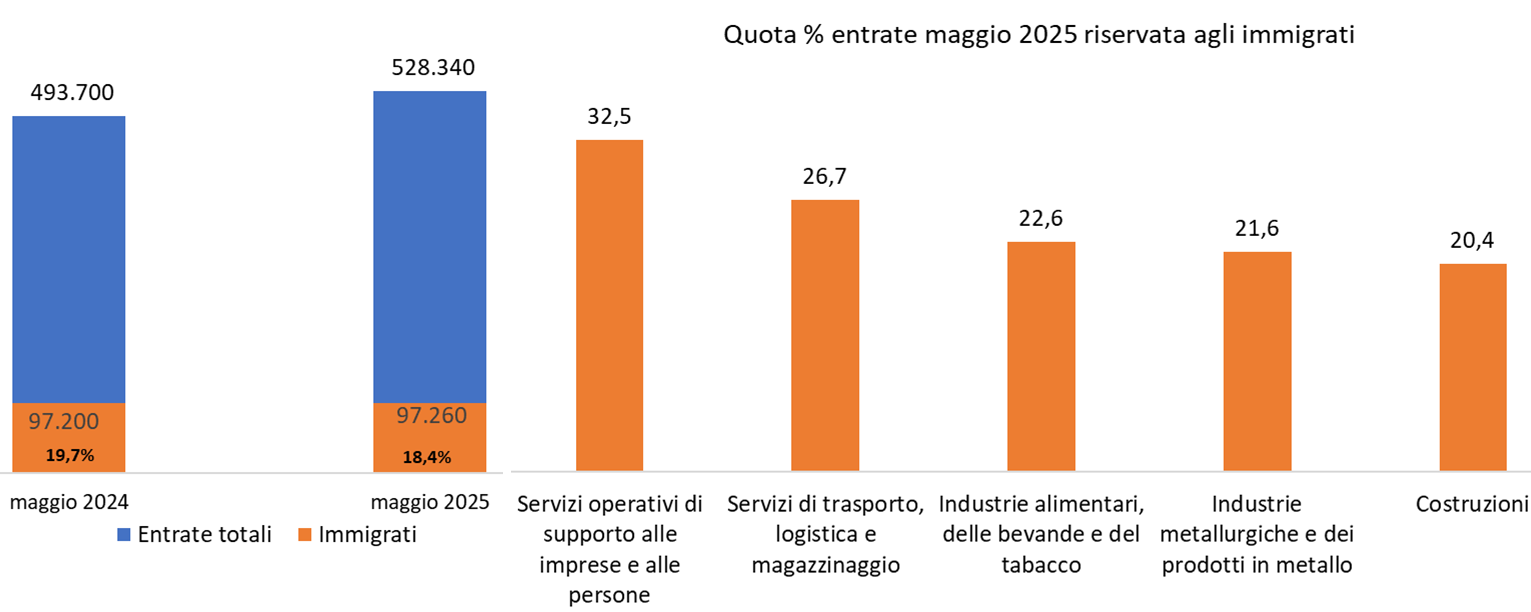 493.700
97.200
19,7%
528.340
97.260
18,4%
maggio 2024
maggio 2025
Entrate totali
Immigrati
Quota % entrate maggio 2025 riservata agli immigrati
32,5
26,7
22,6
21,6
20,4
Servizi operativi di
supporto alle
imprese e alle
persone
Servizi di trasporto,
logistica e
magazzinaggio
Industrie alimentari,
delle bevande e del
tabacco
Industrie
metallurgiche e dei
prodotti in metallo
Costruzioni